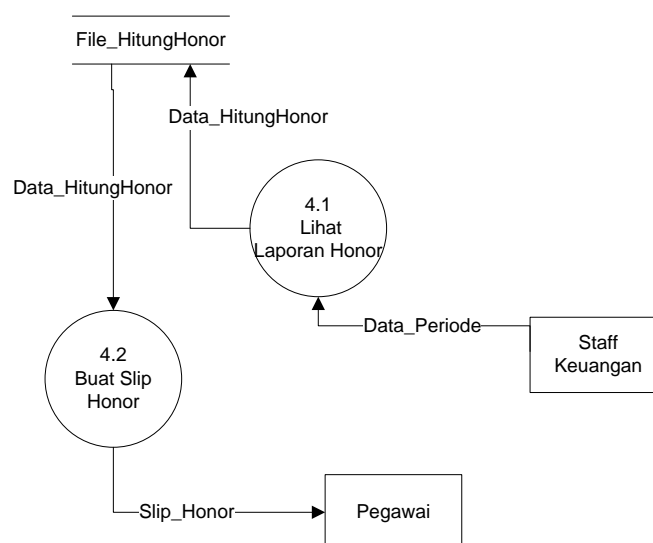 File_HitungHonor
Data_HitungHonor
Data_HitungHonor
4.1
Lihat
Laporan Honor
Data_Periode
Staff
Keuangan
4.2
Buat Slip
Honor
Slip_Honor
Pegawai